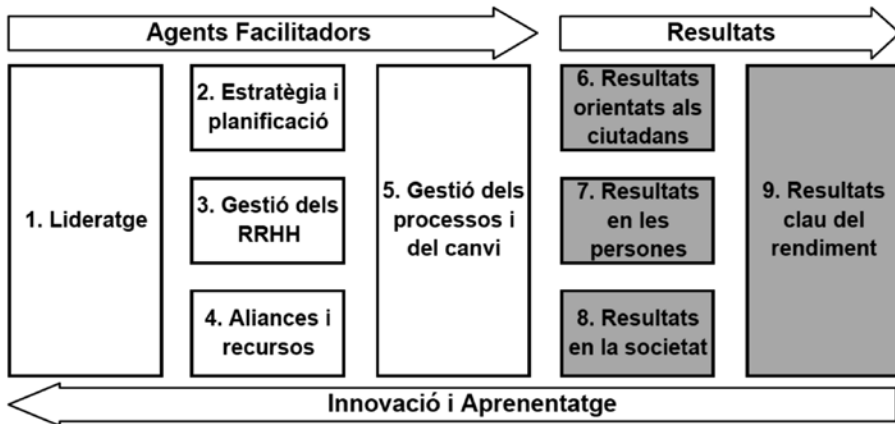 Agents Facilitadors
Resultats
1. Lideratge
2. Estratègia i
planificació
3. Gestió dels
RRHH
4. Aliances i
recursos
5. Gestió dels
processos i
del canvi
6. Resultats
orientats als
ciutadans
7. Resultats
en les
persones
8. Resultats
en la societat
9. Resultats
clau del
rendiment
Innovació i Aprenentatge